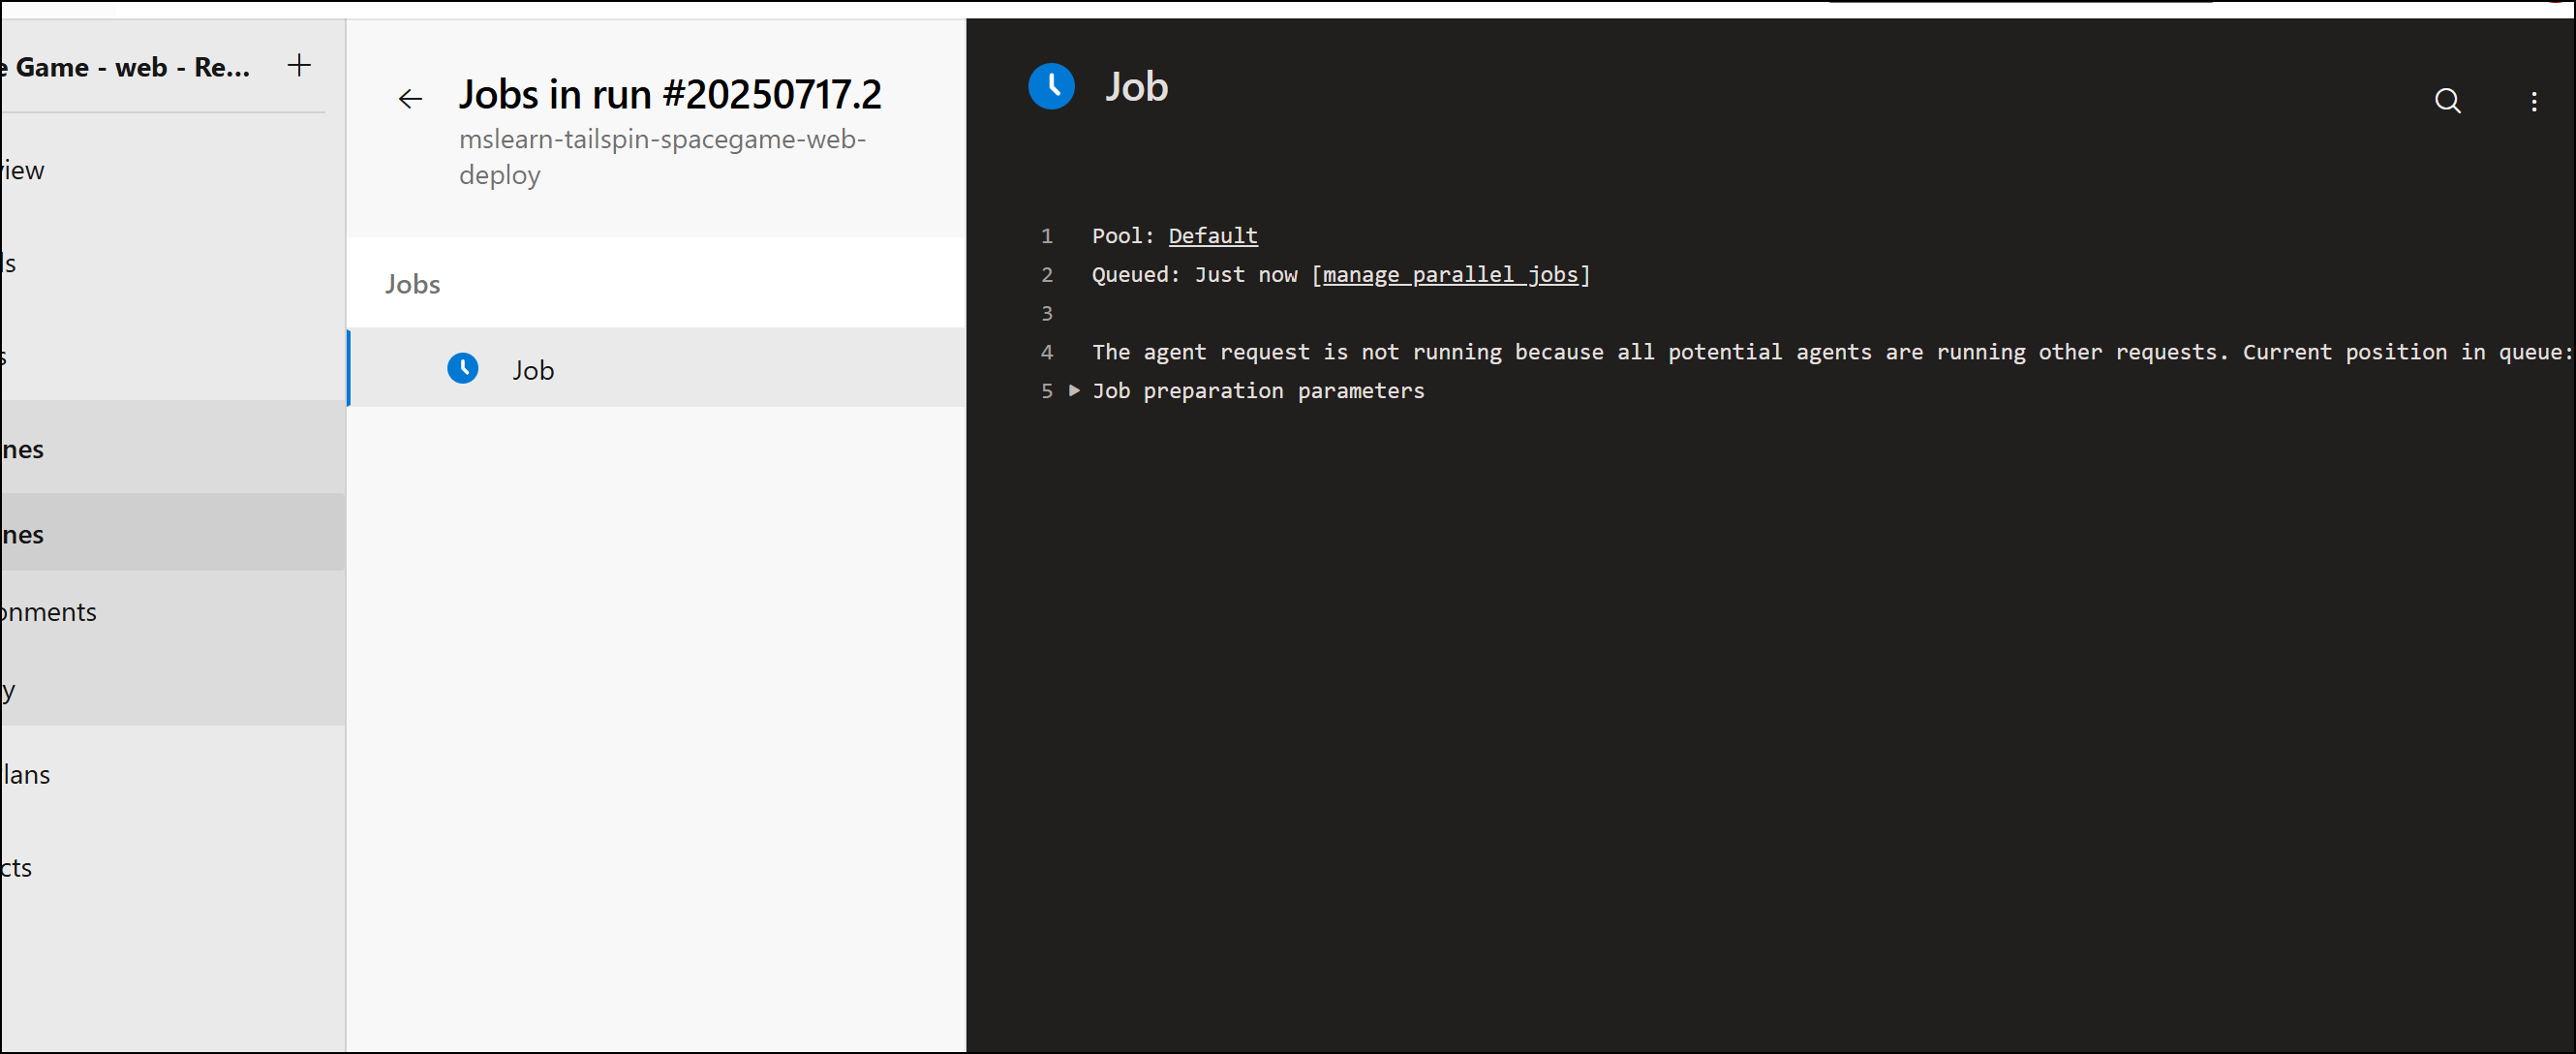 e Game - web - Re...
view
ls
s
nes
nes
onments
y
lans
cts
Jobs in run #20250717.2
mslearn-tailspin-spacegame-web-
deploy
Jobs
Job
Job
1 Pool: Default
2 Queued: Just now [manage parallel jobs]
3
4 The agent request is not running because all potential agents are running other requests. Current position in queue:
5 Job preparation parameters